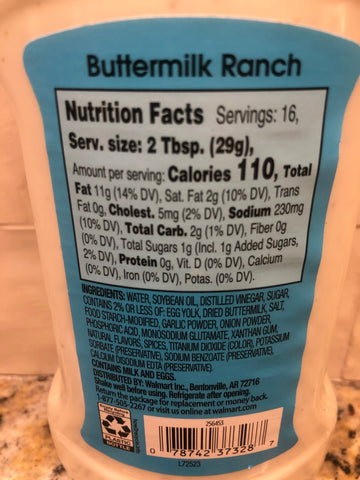 Buttermilk Ranch
Nutrition Facts Servings: 16,
Serv. size: 2 Tbsp. (29g),
Amount per serving: Calories 110, Total
Fat 11g (14% DV), Sat. Fat 2g (10% DV), Trans
Fat 0g, Cholest. 5mg (2% DV), Sodium 230mg
(10% DV), Total Carb. 2g (1% DV), Fiber 0g
(0% DV), Total Sugars 1g (Incl. 1g Added Sugars,
2% DV), Protein 0g, Vit. D (0% DV), Calcium
(0% DV), Iron (0% DV), Potas. (0% DV).
INGREDIENTS: WATER, SOYBEAN OIL, DISTILLED VINEGAR, SUGAR,
CONTAINS 2% OR LESS OF: EGG YOLK, DRIED BUTTERMILK, SALT,
FOOD STARCH-MODIFIED, GARLIC POWDER, ONION POWDER,
PHOSPHORIC ACID, MONOSODIUM GLUTAMATE, XANTHAN GUM,
NATURAL FLAVORS, SPICES, TITANIUM DIOXIDE (COLOR), POTASSIUM
SORBATE (PRESERVATIVE), SODIUM BENZOATE (PRESERVATIVE),
CALCIUM DISODIUM EDTA (PRESERVATIVE).
CONTAINS MILK AND EGGS.
DISTRIBUTED BY: Walmart Inc., Bentonville, AR 72716
Shake well before using. Refrigerate after opening.
Return the package for replacement or money back.
1-877-505-2267 or visit us online at walmart.com
256453
PLASTIC
BOTTLE
0 78742 37328 7
L72523